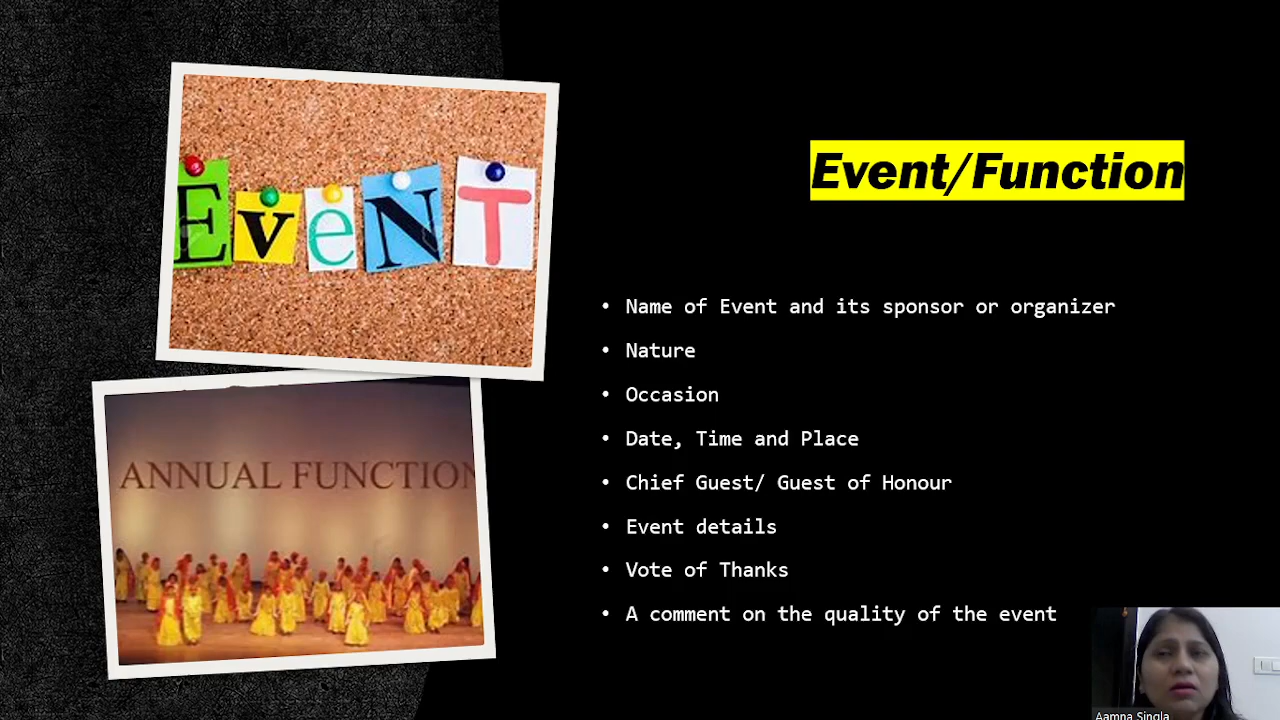 EveNT
ANNUAL FUNCTION
Event/Function
• Name of Event and its sponsor or organizer
• Nature
• Occasion
• Date, Time and Place
• Chief Guest/ Guest of Honour
• Event details
• Vote of Thanks
• A comment on the quality of the event
Aamna Singla